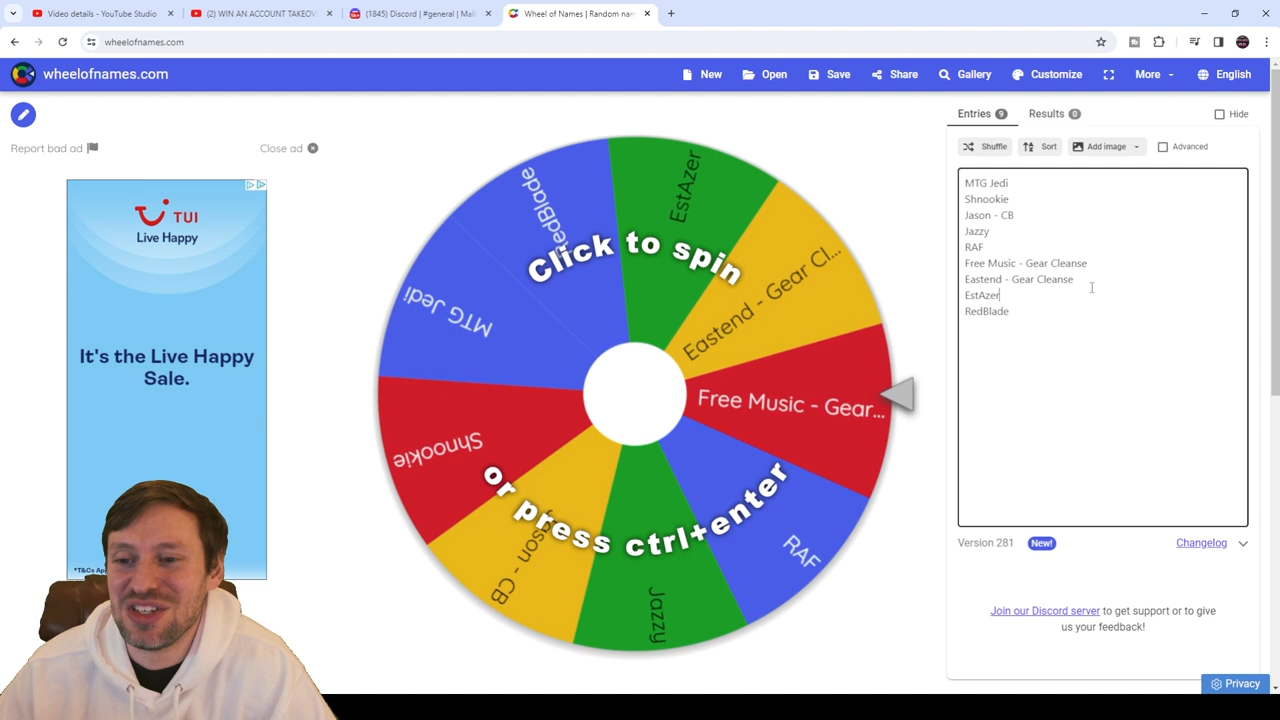 Video details - YouTube Studio
(2) WIN AN ACCOUNT TAKEOV
(1845) Discord | #general | Mal
Wheel of Names | Random nam
wheelofnames.com
wheelofnames.com
New
Open
Save
Share
Gallery
Customize
More
English
Report bad ad
Close ad
TUI
Live Happy
It's the Live Happy
Sale.
Click to spin
or press ctrl+enter
RedBlade
EstAzer
Eastend - Gear Cl...
Free Music - Gear...
RAF
Jazzy
Jason - CB
Shnookie
MTG Jedi
Entries 9
Results 0
Hide
Shuffle
Sort
Add image
Advanced
MTG Jedi
Shnookie
Jason - CB
Jazzy
RAF
Free Music - Gear Cleanse
Eastend - Gear Cleanse
EstAzer
RedBlade
Version 281
New!
Changelog
Join our Discord server to get support or to give
us your feedback!
Privacy